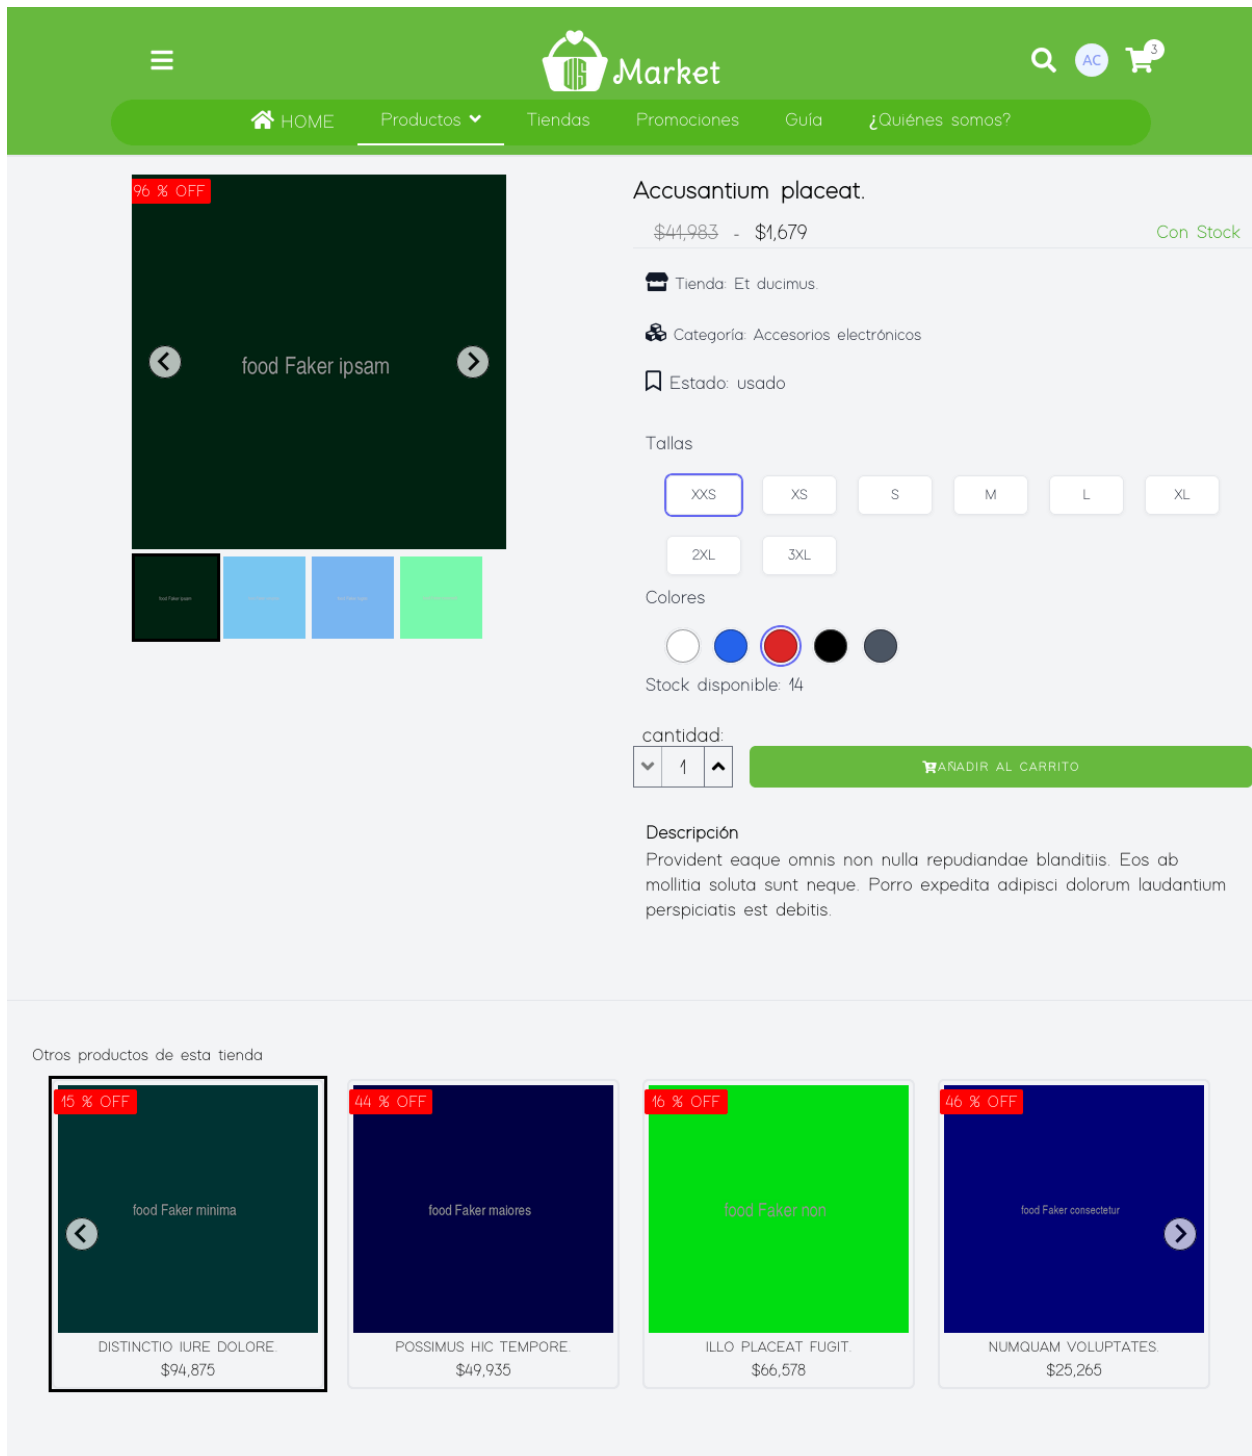 Market
AC
3
HOME
Productos
Tiendas
Promociones
Guía
¿Quiénes somos?
96 % OFF
food Faker ipsam
Accusantium placeat.
$41,983 - $1,679
Con Stock
Tienda: Et ducimus.
Categoría: Accesorios electrónicos
Estado: usado
Tallas
XXS
XS
S
M
L
XL
2XL
3XL
Colores
Stock disponible: 14
cantidad:
1
AÑADIR AL CARRITO
Descripción
Provident eaque omnis non nulla repudiandae blanditiis. Eos ab
mollitia soluta sunt neque. Porro expedita adipisci dolorum laudantium
perspiciatis est debitis.
Otros productos de esta tienda
15 % OFF
food Faker minima
DISTINCTIO IURE DOLORE.
$94,875
44 % OFF
food Faker maiores
POSSIMUS HIC TEMPORE.
$49,935
16 % OFF
food Faker non
ILLO PLACEAT FUGIT.
$66,578
46 % OFF
food Faker consectetur
NUMQUAM VOLUPTATES.
$25,265